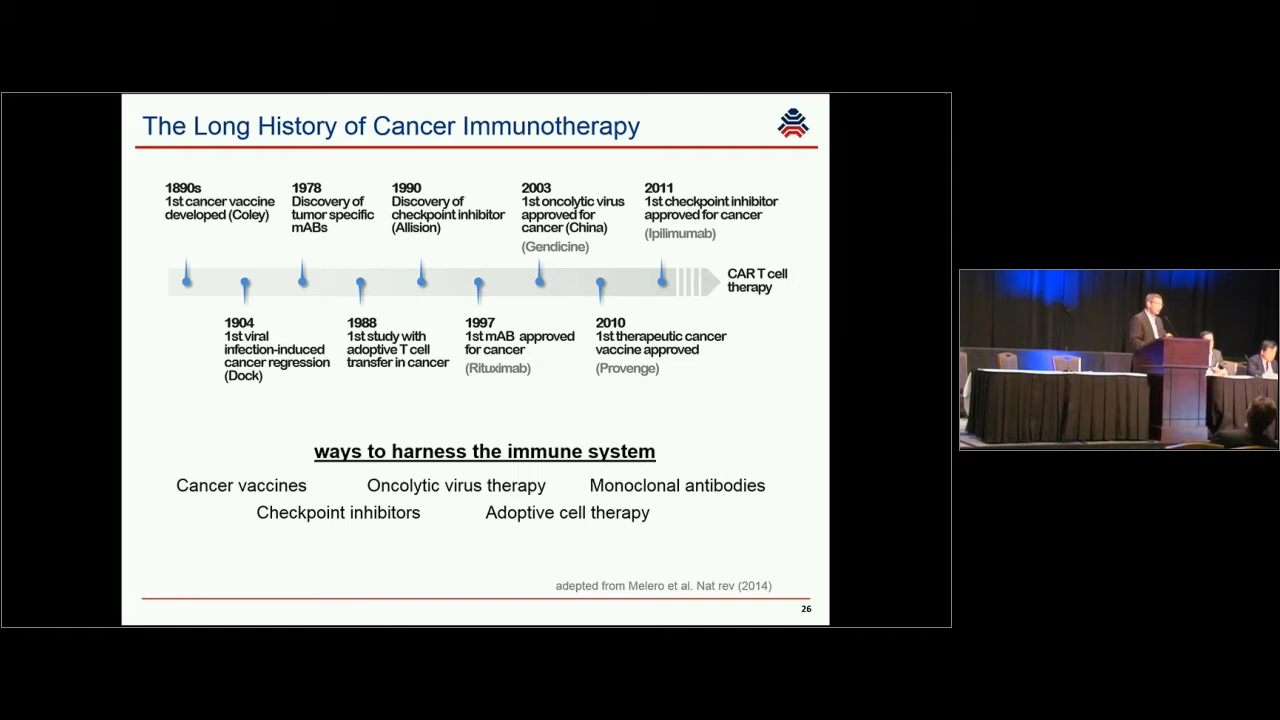 The Long History of Cancer Immunotherapy
1890s
1st cancer vaccine
developed (Coley)
1978
Discovery of
tumor specific
mABs
1990
Discovery of
checkpoint inhibitor
(Allision)
2003
1st oncolytic virus
approved for
cancer (China)
(Gendicine)
2011
1st checkpoint inhibitor
approved for cancer
(Ipilimumab)
CAR T cell
therapy
1904
1st viral
infection-induced
cancer regression
(Dock)
1988
1st study with
adoptive T cell
transfer in cancer
1997
1st mAB approved
for cancer
(Rituximab)
2010
1st therapeutic cancer
vaccine approved
(Provenge)
ways to harness the immune system
Cancer vaccines Oncolytic virus therapy Monoclonal antibodies
Checkpoint inhibitors Adoptive cell therapy
adepted from Melero et al. Nat rev (2014)
26